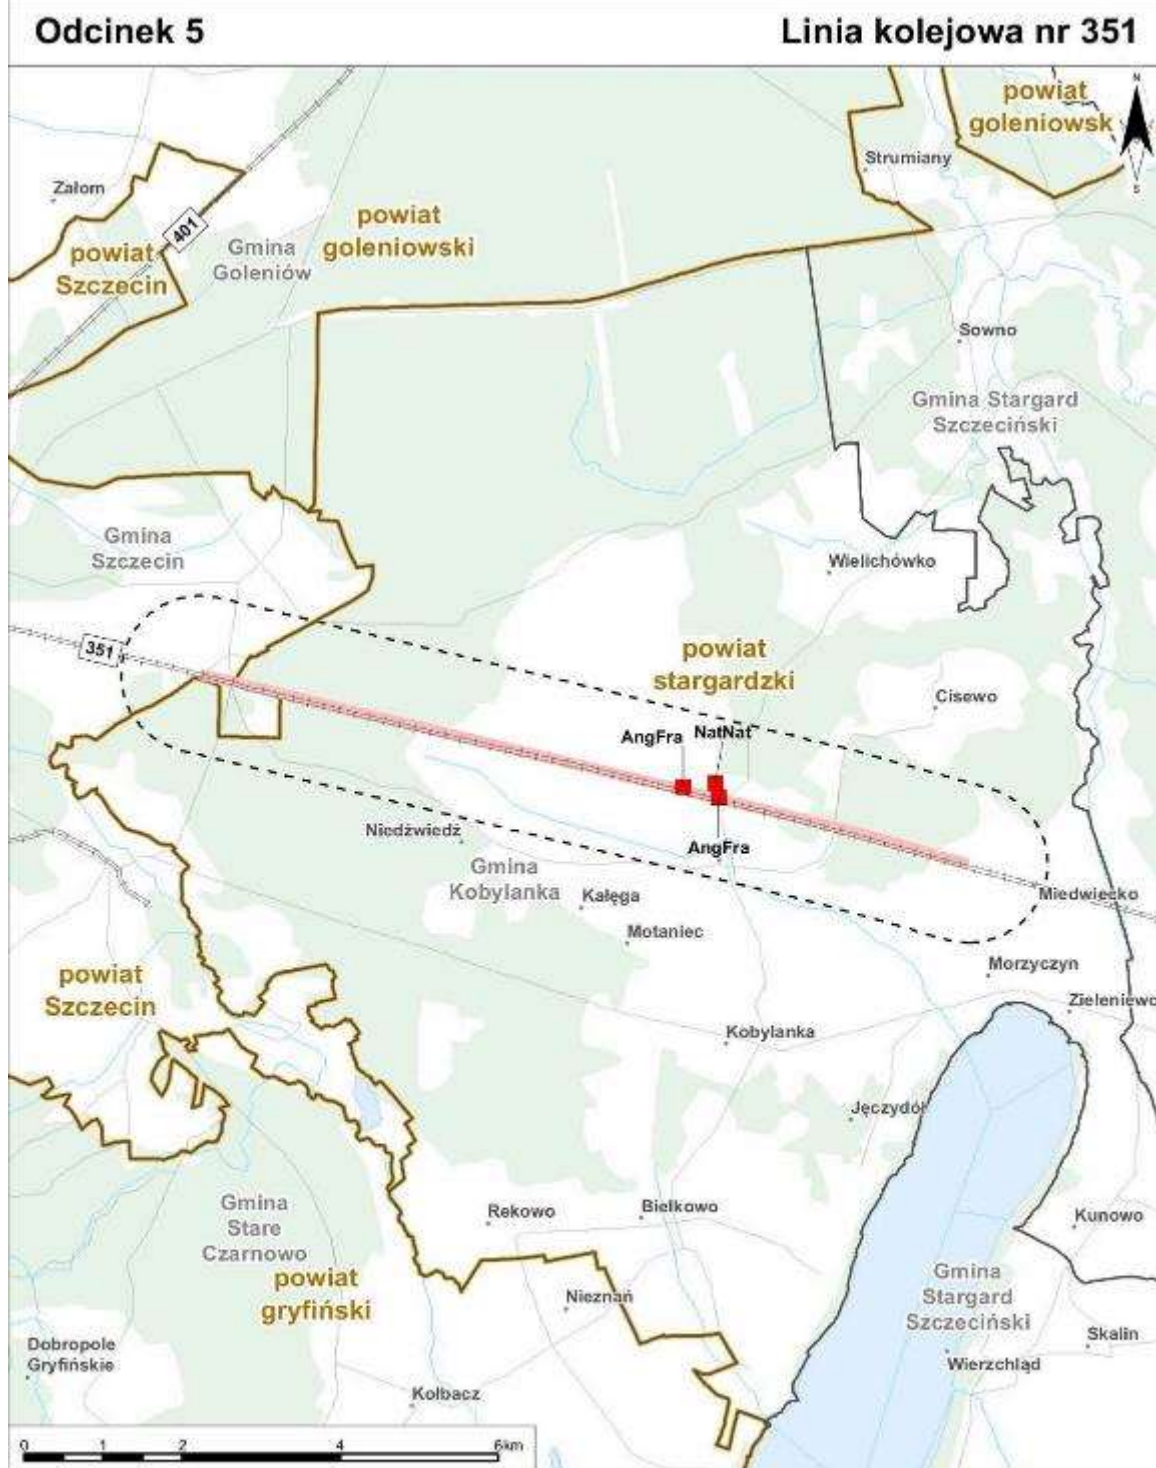 Odcinek 5
Linia kolejowa nr 351
powiat
goleniowsk
N
S
Strumiany
Załom
401
powiat
Szczecin
Gmina
Goleniów
powiat
goleniowski
Sowno
Gmina Stargard
Szczeciński
Gmina
Szczecin
Wielichówko
351
powiat
stargardzki
Cisewo
AngFra
NatNat
Niedźwiedź
AngFra
Gmina
Kobylanka
Kałęga
Miedwiecko
Motaniec
powiat
Szczecin
Morzyczyn
Zieleniewo
Kobylanka
Jęczydół
Gmina
Stare
Czarnowo
Rekowo
Bielkowo
Kunowo
powiat
gryfiński
Nieznań
Gmina
Stargard
Szczeciński
Dobropole
Gryfińskie
Skalin
Wierzchląd
Kołbacz
0 1 2 4 6km